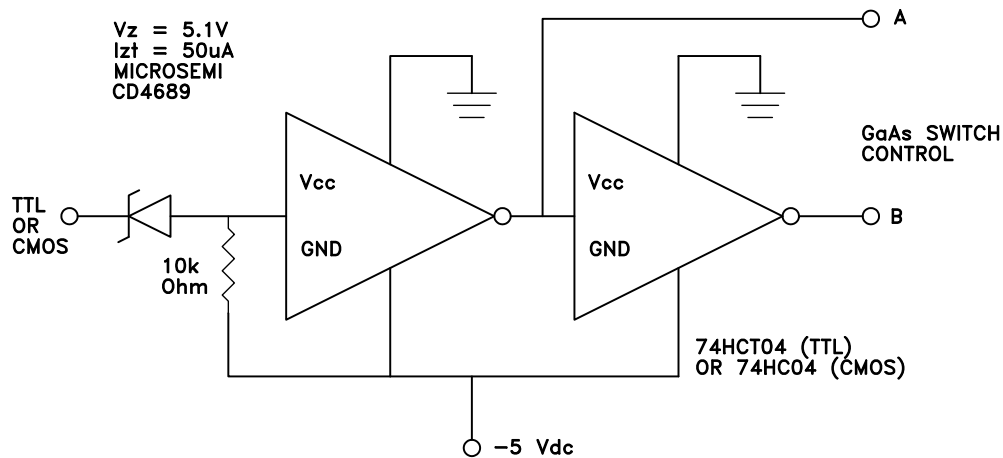 Vz = 5.1V
Izt = 50uA
MICROSEMI
CD4689
A
GaAs SWITCH
CONTROL
Vcc
GND
Vcc
GND
TTL
OR
CMOS
B
10k
Ohm
74HCT04 (TTL)
OR 74HC04 (CMOS)
-5 Vdc